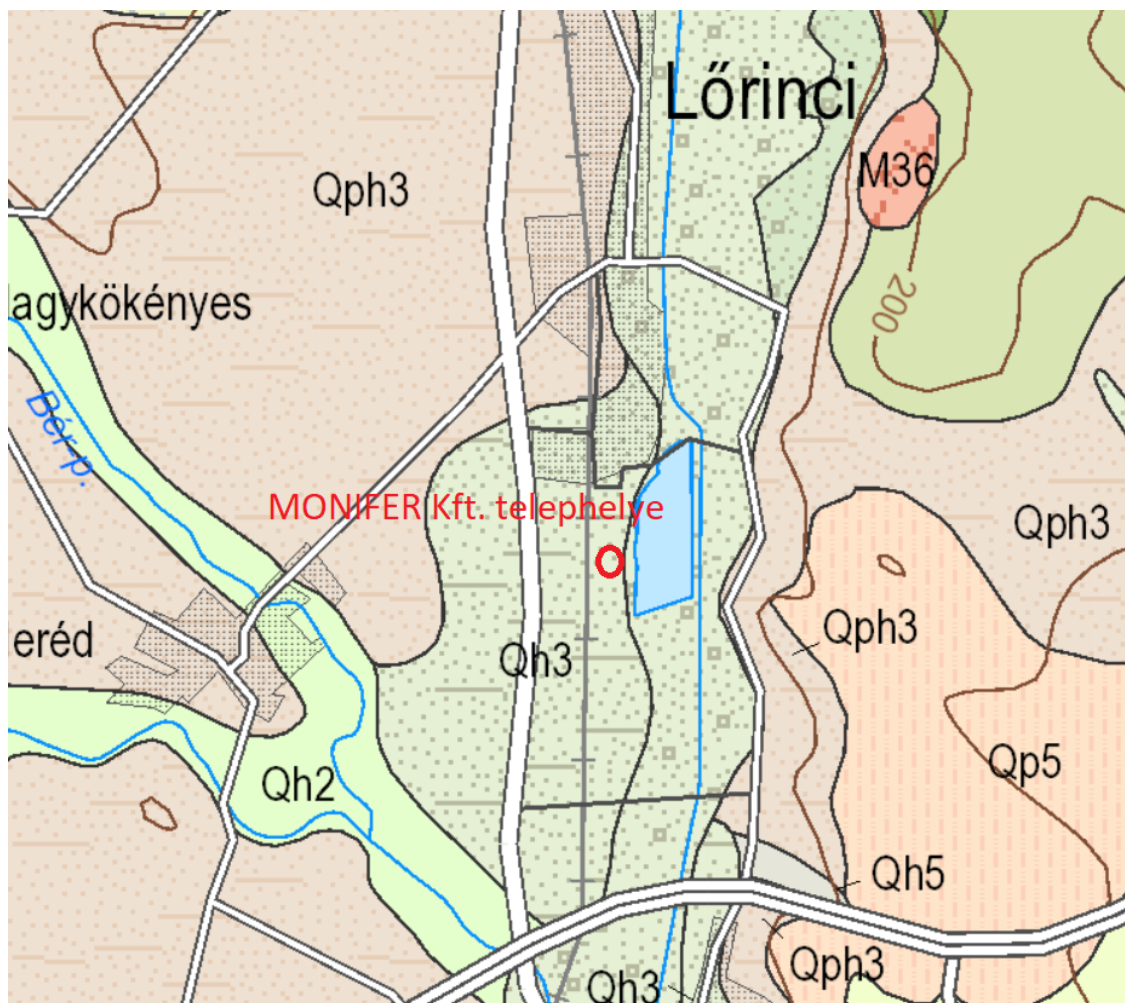 Lőrinci
M36
Qph3
200
agykökényes
Bér-p.
MONIFER Kft. telephelye
Qph3
Qph3
eréd
Qh3
Qp5
Qh2
Qh5
Qph3
Qh3